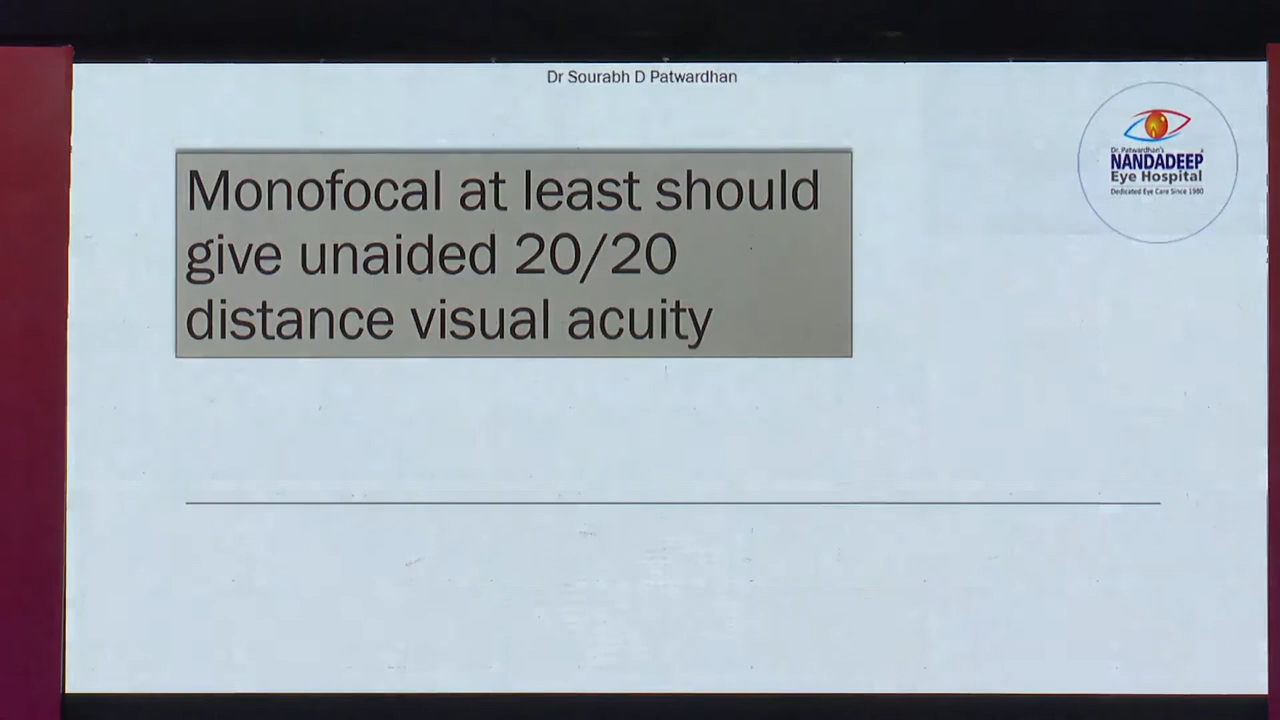 Dr Sourabh D Patwardhan
Dr. Patwardhan's
NANDADEEP
Eye Hospital
Dedicated Eye Care Since 1980
Monofocal at least should
give unaided 20/20
distance visual acuity